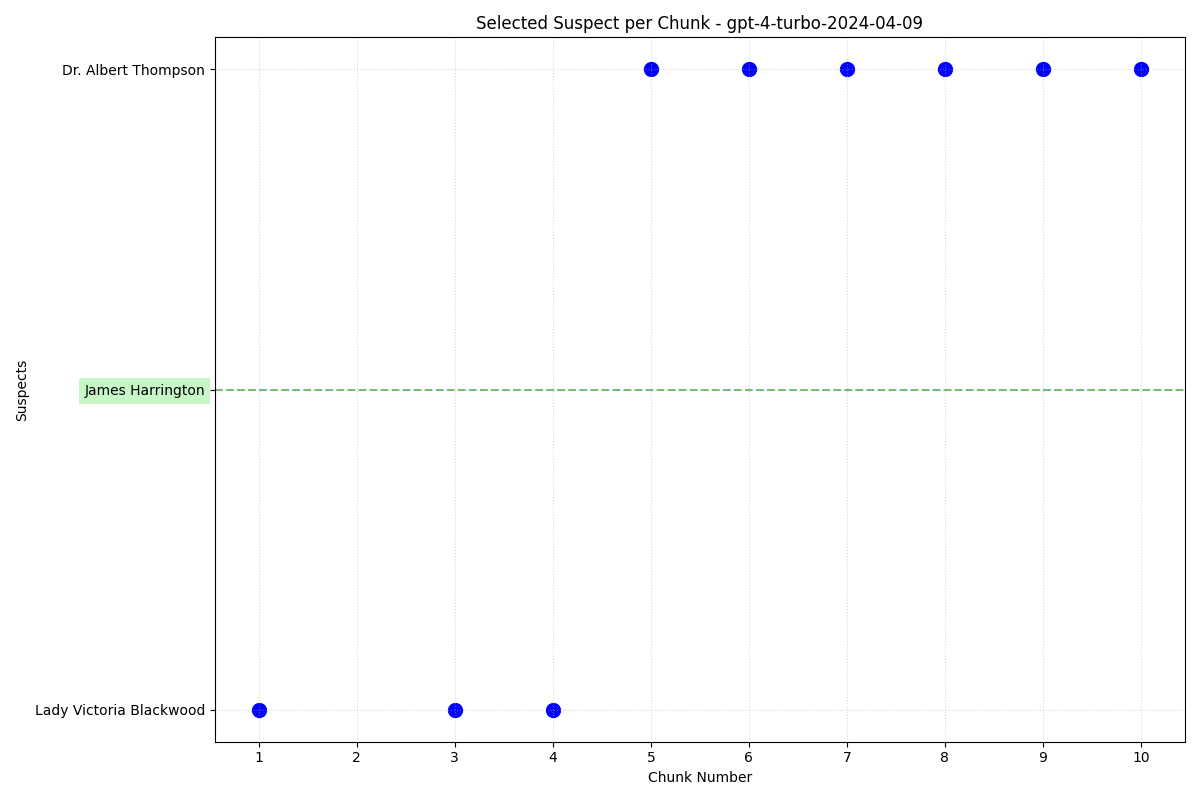 Selected Suspect per Chunk - gpt-4-turbo-2024-04-09
Dr. Albert Thompson
James Harrington
Lady Victoria Blackwood
Suspects
1 2 3 4 5 6 7 8 9 10
Chunk Number